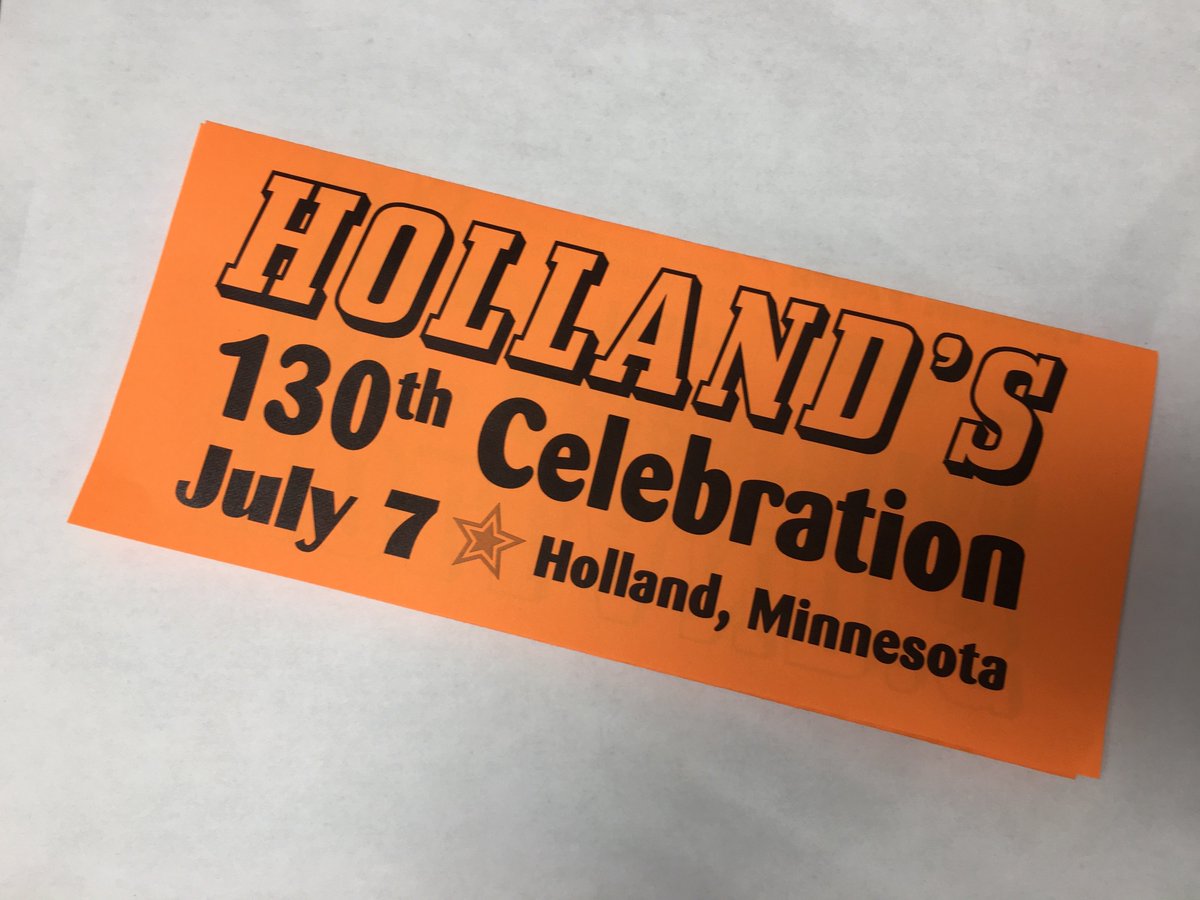 HOLLAND'S
130th Celebration
July 7 Holland, Minnesota